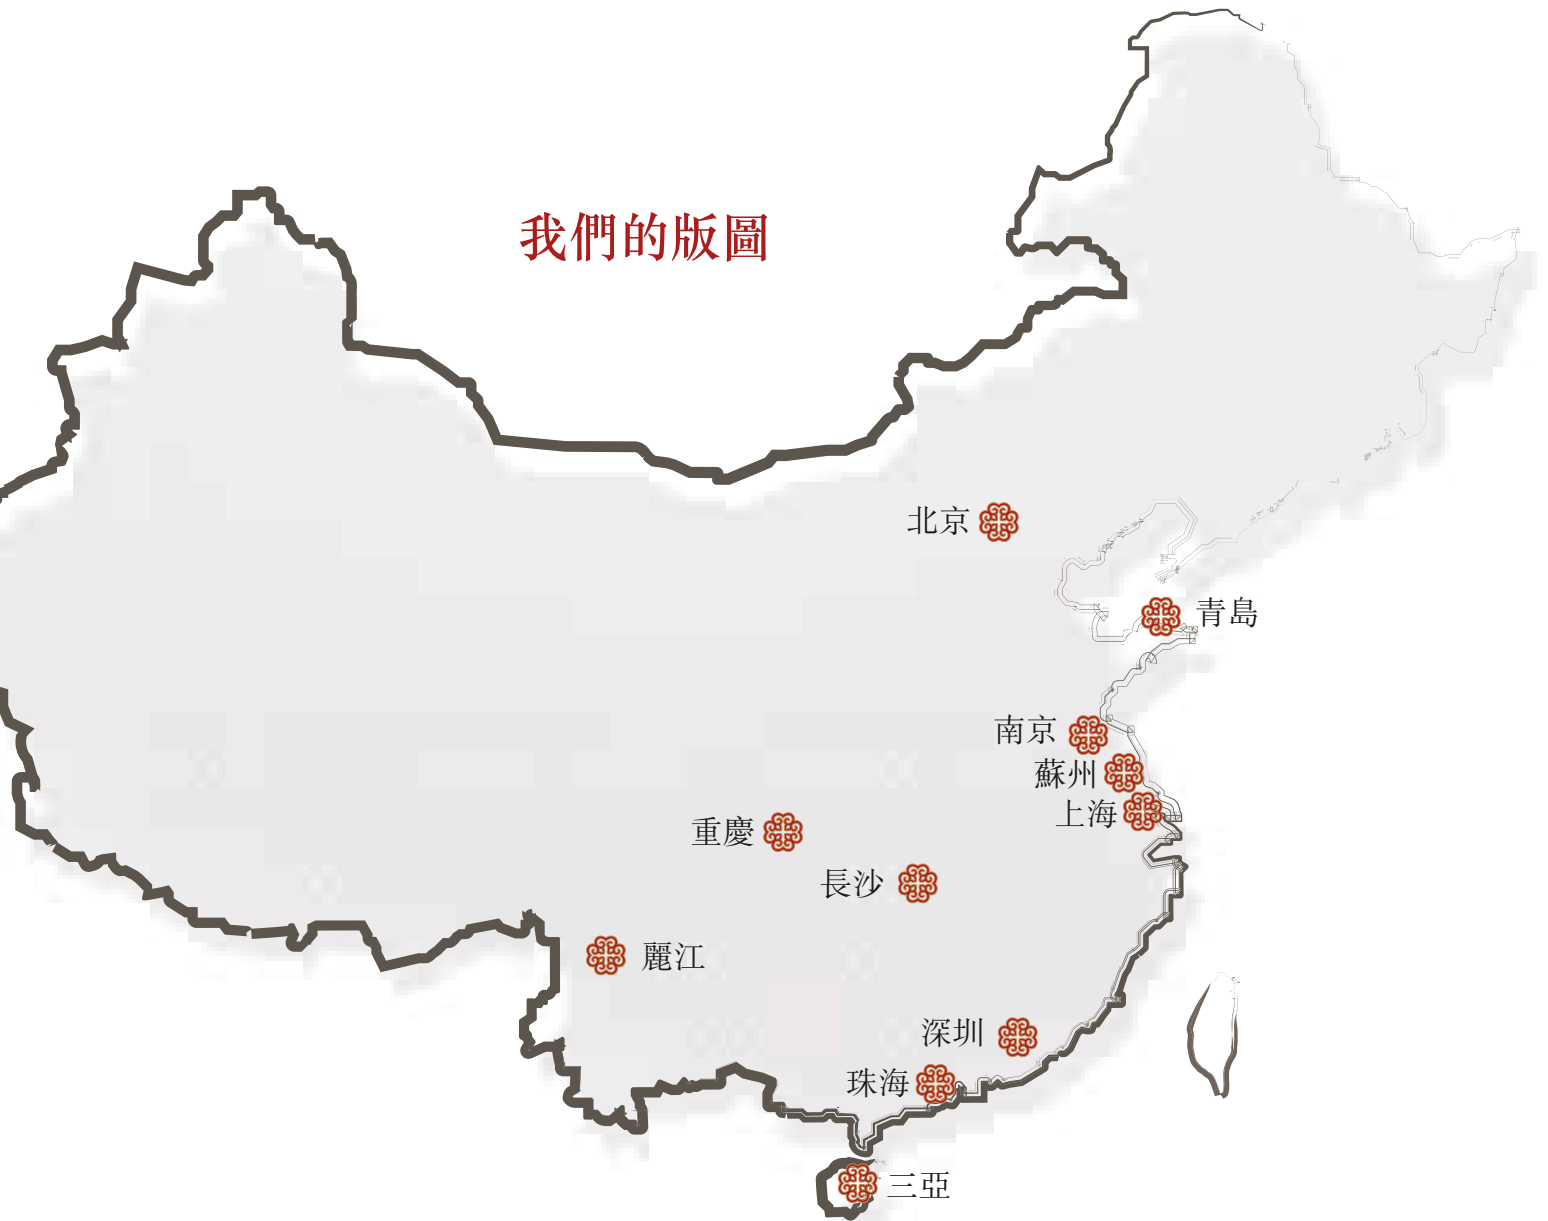 我們的版圖
北京
青島
南京
蘇州
上海
重慶
長沙
麗江
深圳
珠海
三亞